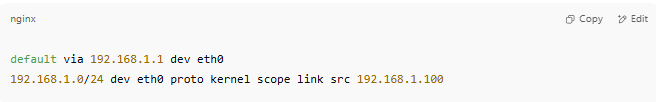 nginx
Copy
Edit
default via 192.168.1.1 dev eth0
192.168.1.0/24 dev eth0 proto kernel scope link src 192.168.1.100